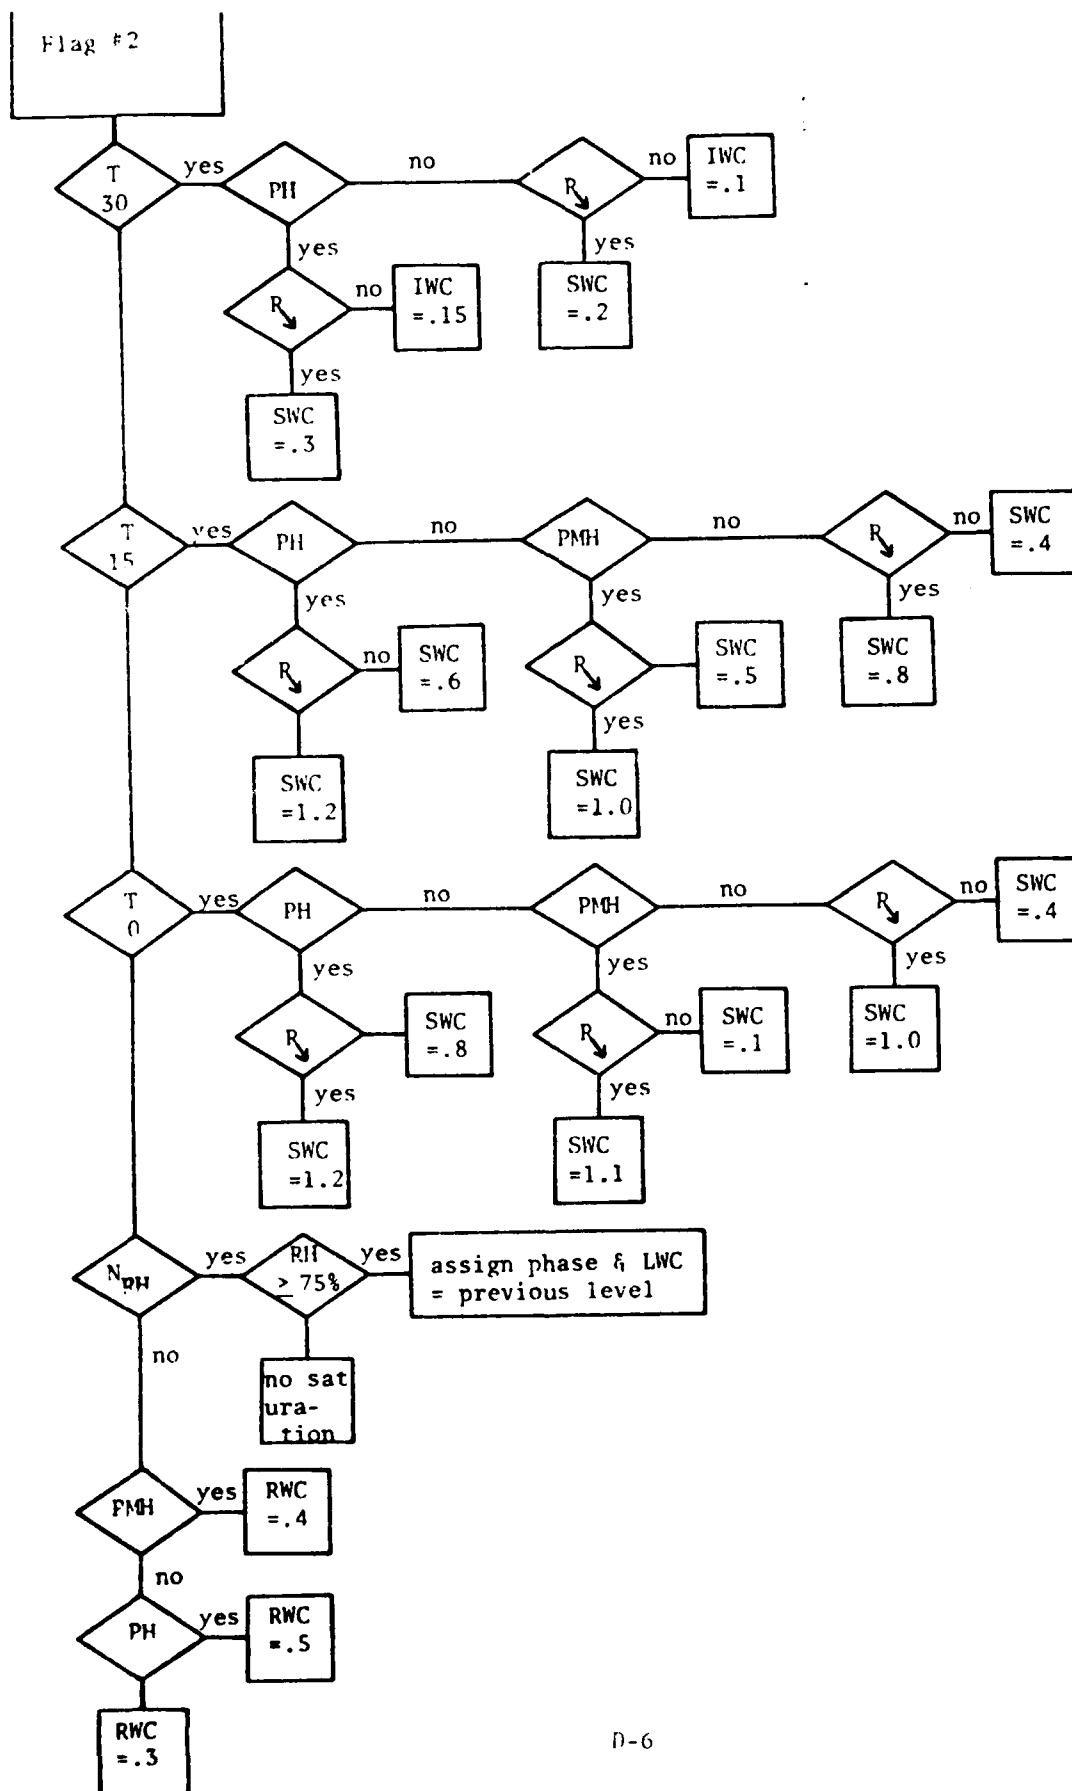 Flag #2
T
30
yes
PH
no
R
no
IWC
=.1
yes
yes
R
no
IWC
=.15
SWC
=.2
yes
SWC
=.3
T
15
yes
PH
no
PMH
no
R
no
SWC
=.4
yes
yes
yes
R
no
SWC
=.6
R
SWC
=.5
SWC
=.8
yes
SWC
=1.2
SWC
=1.0
T
0
yes
PH
no
PMH
no
R
no
SWC
=.4
yes
yes
yes
R
SWC
=.8
R
no
SWC
=.1
SWC
=1.0
yes
yes
SWC
=1.2
SWC
=1.1
yes
RH
≥ 75%
yes
assign phase & LWC
= previous level
no
no sat
ura-
tion
PMH
yes
RWC
=.4
no
PH
yes
RWC
=.5
RWC
=.3
D-6